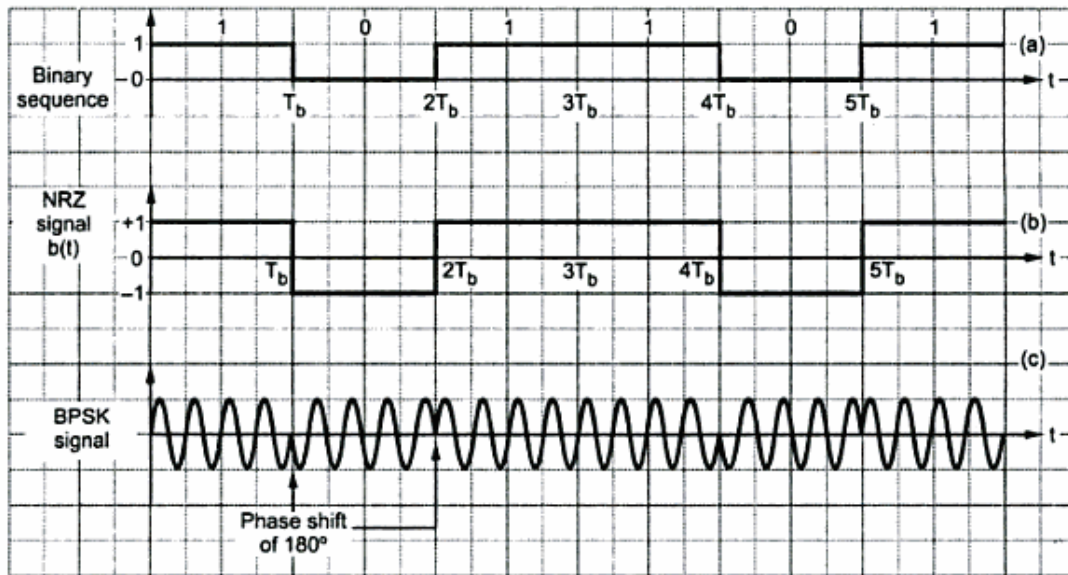 1 0 1 1 0 1
1 (a)
Binary
sequence
–0 t
T_b 2T_b 3T_b 4T_b 5T_b
NRZ
signal
b(t)
+1 (b)
0 t
T_b 2T_b 3T_b 4T_b 5T_b
–1
(c)
BPSK
signal
t
Phase shift
of 180º